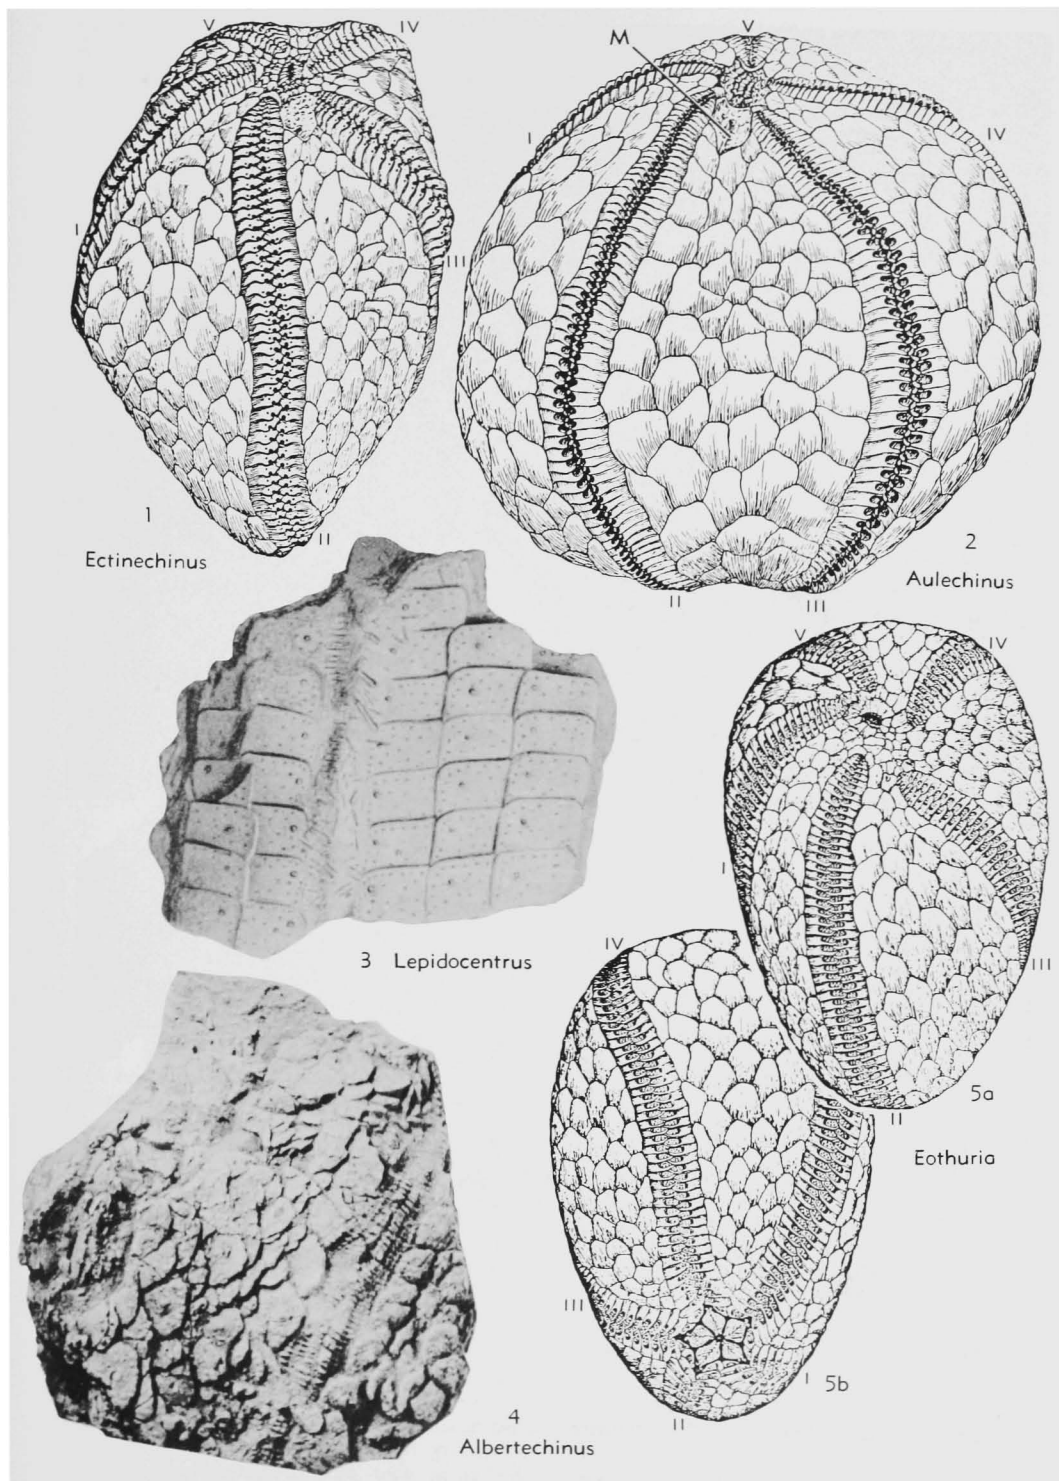 V
IV
M
V
I
I
IV
III
1
II
Ectinechinus
2
Aulechinus
II
III
V
IV
I
3 Lepidocentrus
III
IV
5a
II
Eothuria
III
I
5b
II
4
Albertechinus